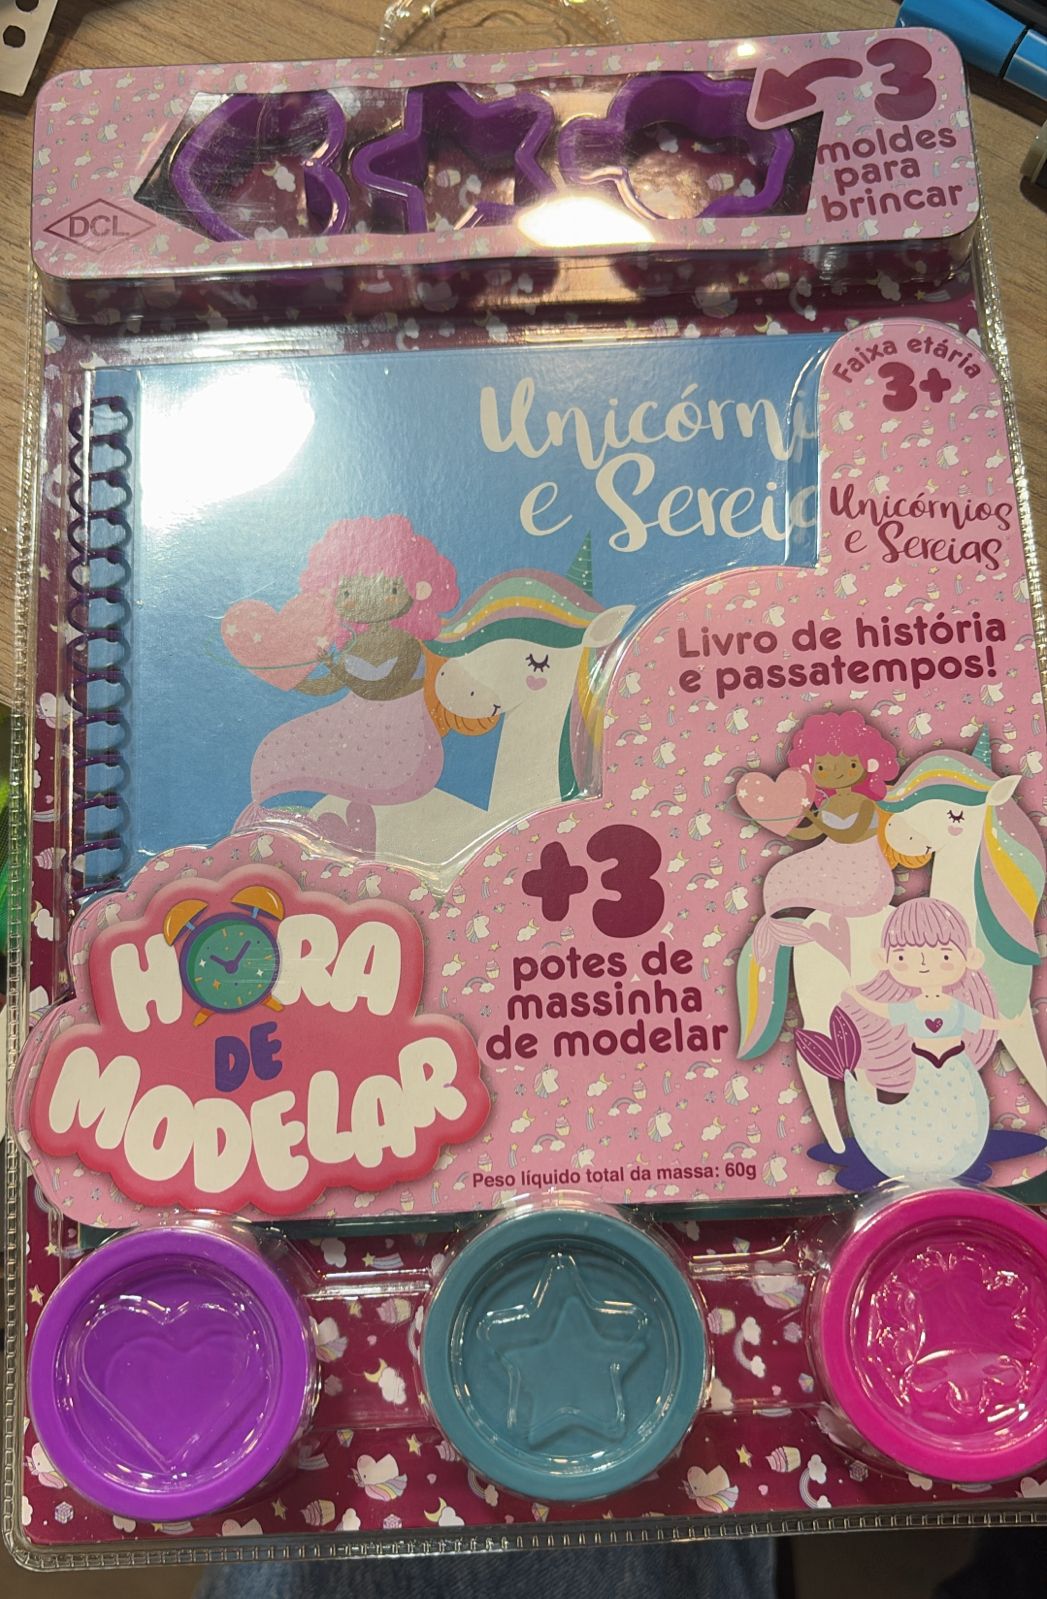 3
moldes
para
brincar
DCL
Faixa etária
3+
Unicórni
e Sereia
Unicórnios
e Sereias
Livro de história
e passatempos!
+3
potes de
massinha
de modelar
HORA
DE
MODELAR
Peso líquido total da massa: 60g